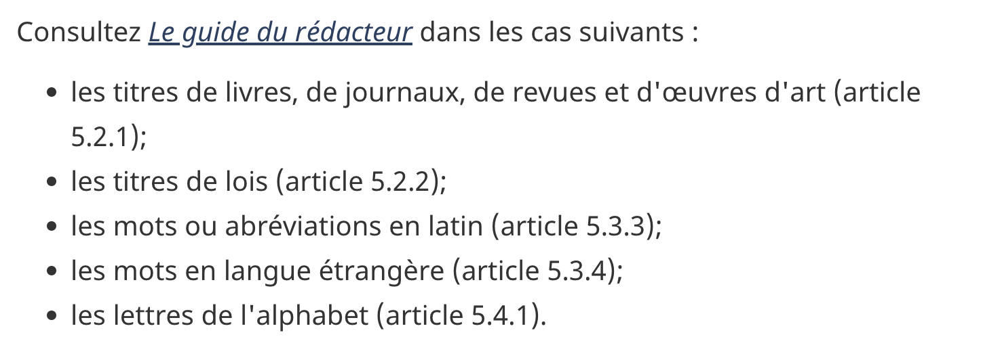 Consultez Le guide du rédacteur dans les cas suivants :
• les titres de livres, de journaux, de revues et d'œuvres d'art (article
5.2.1);
• les titres de lois (article 5.2.2);
• les mots ou abréviations en latin (article 5.3.3);
• les mots en langue étrangère (article 5.3.4);
• les lettres de l'alphabet (article 5.4.1).